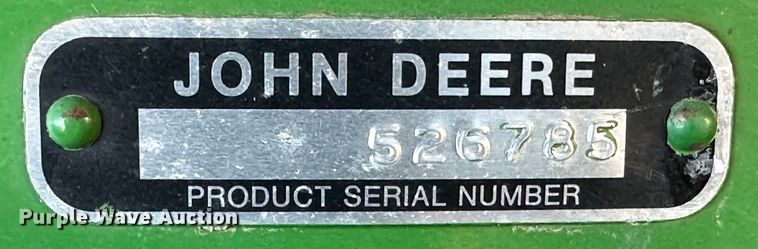 JOHN DEERE
526785
PRODUCT SERIAL NUMBER
Purple Wave Auction